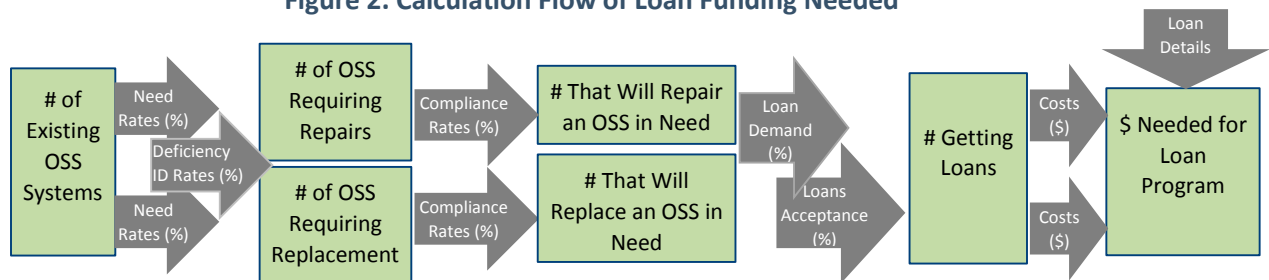 Figure 2. Calculation Flow of Loan Funding Needed
# of
Existing
OSS
Systems
Need
Rates (%)
Deficiency
ID Rates (%)
Need
Rates (%)
# of OSS
Requiring
Repairs
# of OSS
Requiring
Replacement
Compliance
Rates (%)
Compliance
Rates (%)
# That Will Repair
an OSS in Need
# That Will
Replace an OSS in
Need
Loan
Demand
(%)
Loans
Acceptance
(%)
# Getting
Loans
Costs
($)
Costs
($)
Loan
Details
$ Needed for
Loan
Program